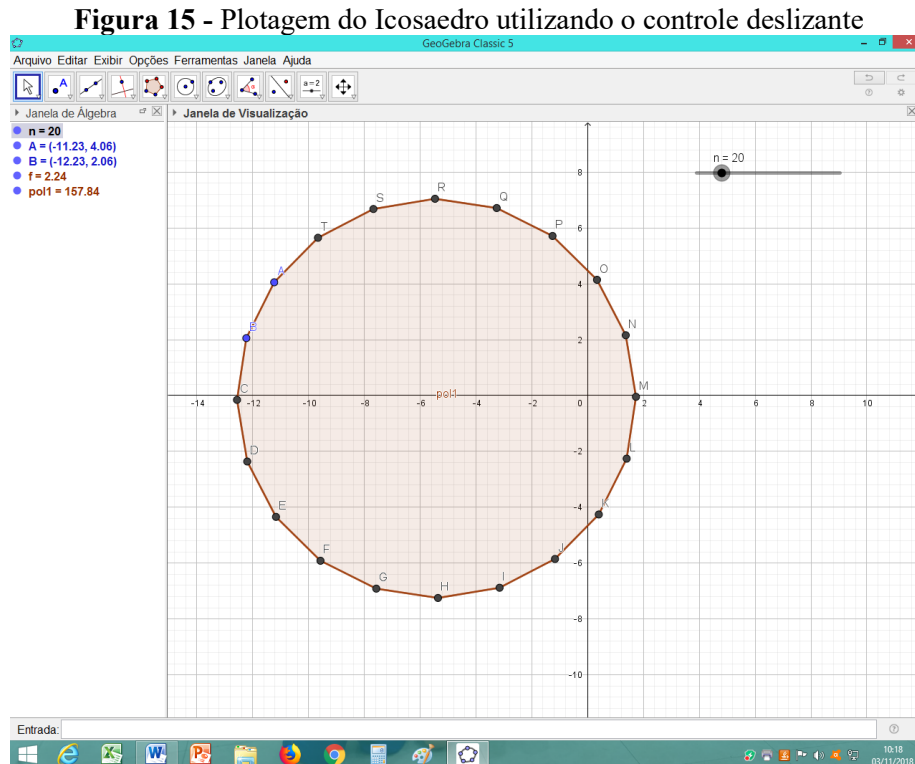 Figura 15 - Plotagem do Icosaedro utilizando o controle deslizante
GeoGebra Classic 5
Arquivo Editar Exibir Opções Ferramentas Janela Ajuda
A
a=2
Janela de Álgebra
Janela de Visualização
n = 20
A = (-11.23, 4.06)
B = (-12.23, 2.06)
f = 2.24
pol1 = 157.84
n = 20
8
R
S
Q
T
6
P
A
4
O
B
2
N
C
pol1
M
-14 -12 -10 -8 -6 -4 -2 0 2 4 6 8 10
D
-2
L
E
-4
K
F
J
-6
G
H
I
-8
-10
Entrada:
10:18
03/11/2018